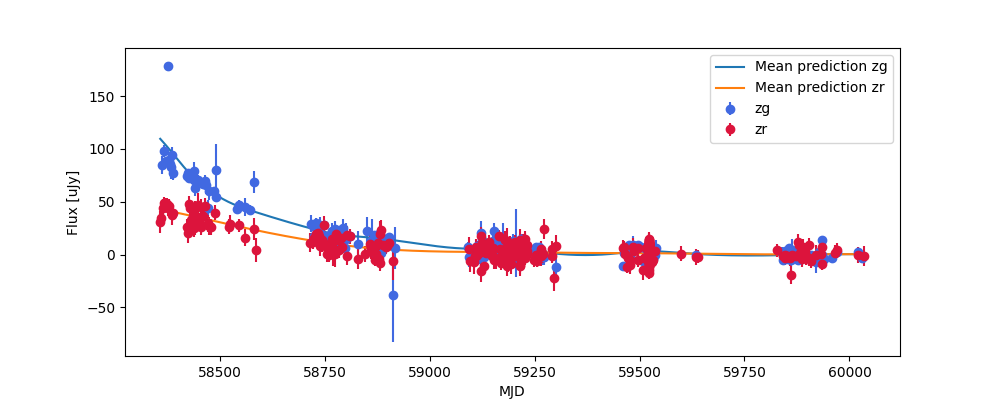 Mean prediction zg
Mean prediction zr
zg
zr
150
100
50
0
−50
Flux [uJy]
58500
58750
59000
59250
59500
59750
60000
MJD